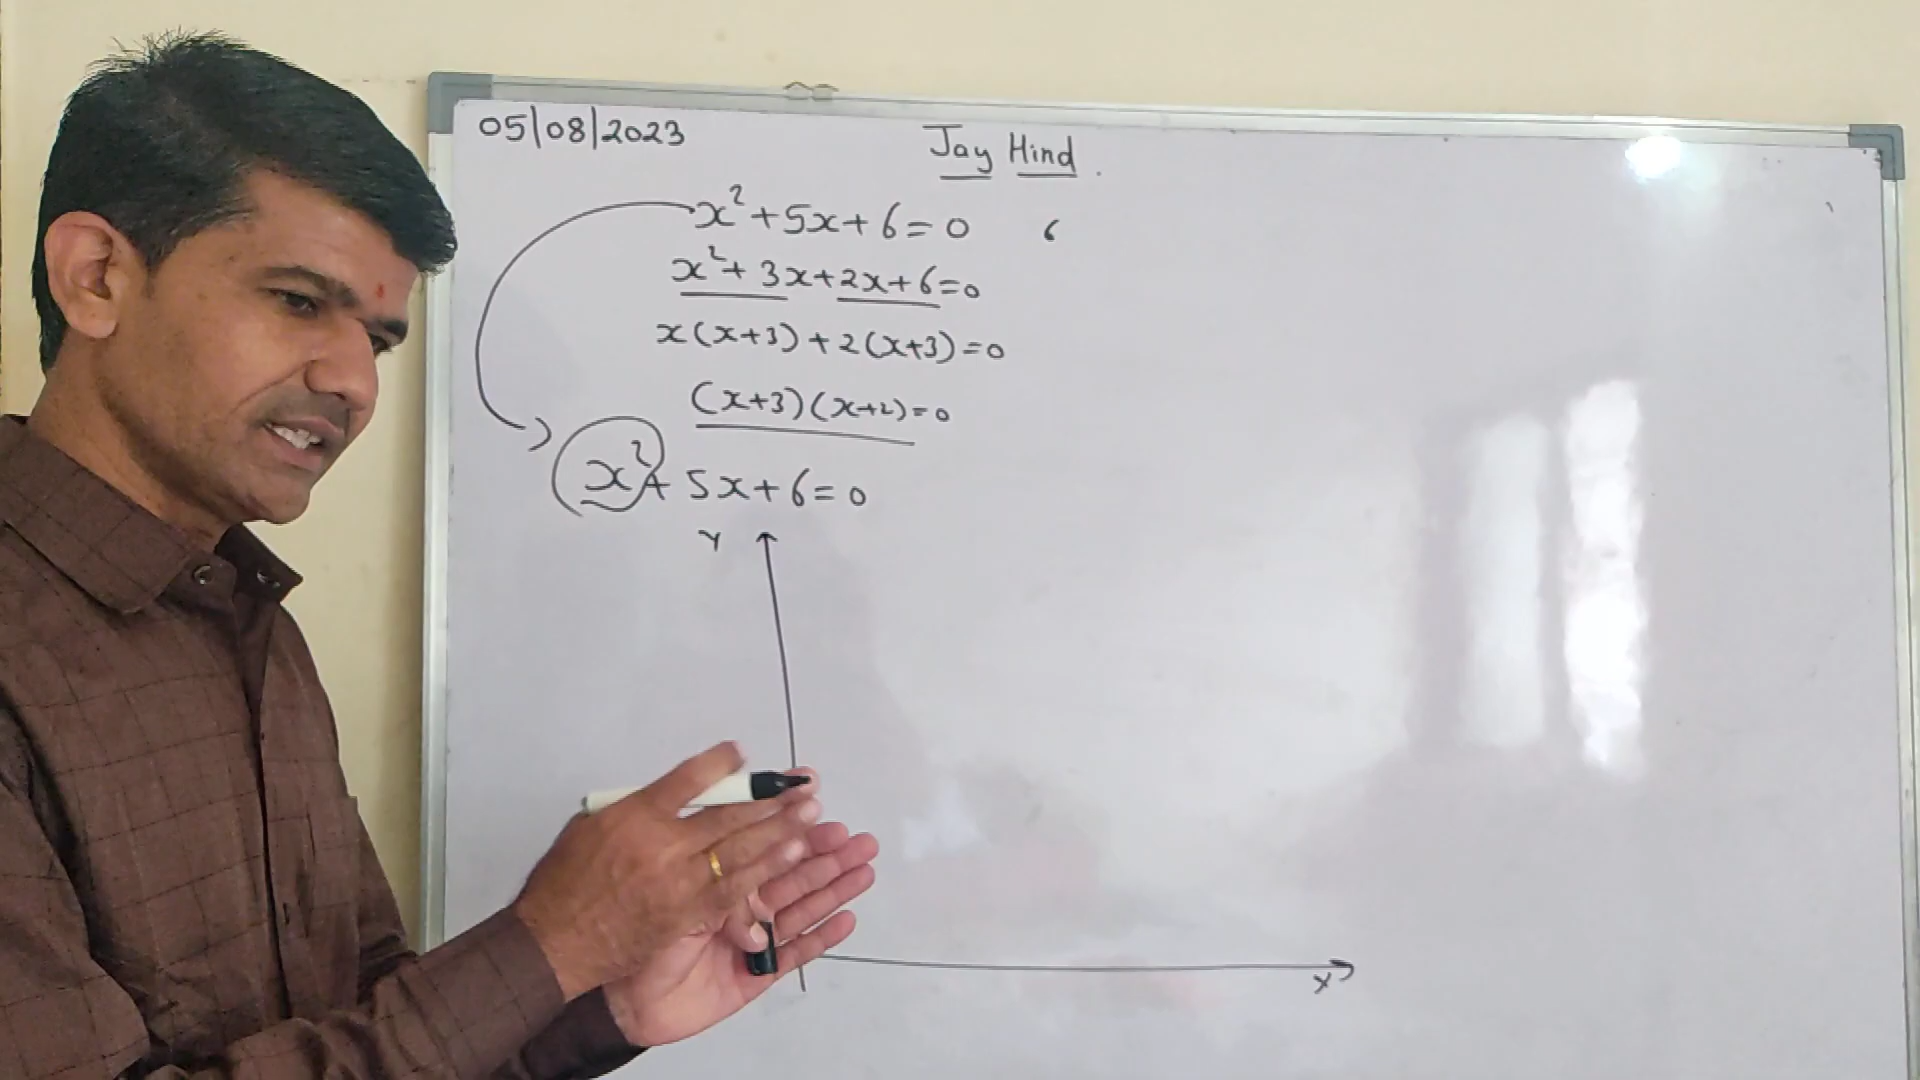 05/08/2023
Jay Hind.
x²+5x+6=0 6
x²+3x+2x+6=0
x(x+3)+2(x+3)=0
(x+3)(x+2)=0
x²+5x+6=0
Y
X